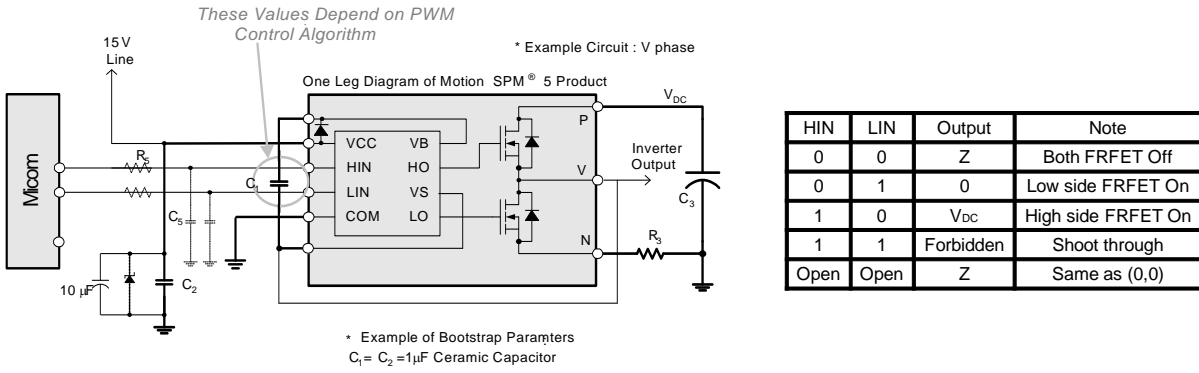 These Values Depend on PWM
Control Algorithm
15 V
Line
* Example Circuit : V phase
One Leg Diagram of Motion SPM® 5 Product
Micom
R5
C1
C5
10 µF
C2
VCC
HIN
LIN
COM
VB
HO
VS
LO
P
V
N
VDC
Inverter
Output
C3
R3
* Example of Bootstrap Paramters
C1= C2 =1µF Ceramic Capacitor
HIN LIN Output Note
0 0 Z Both FRFET Off
0 1 0 Low side FRFET On
1 0 VDC High side FRFET On
1 1 Forbidden Shoot through
Open Open Z Same as (0,0)